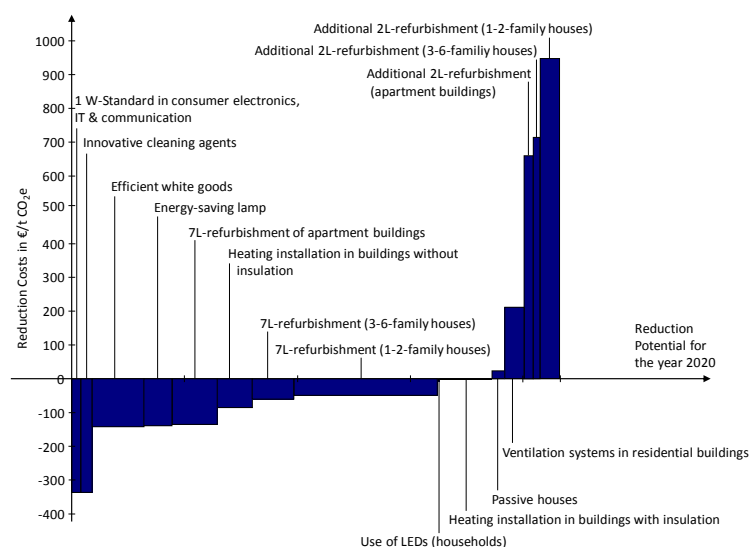 Additional 2L-refurbishment (1-2-family houses)
Additional 2L-refurbishment (3-6-familiy houses)
Additional 2L-refurbishment
(apartment buildings)
1 W-Standard in consumer electronics,
IT & communication
Innovative cleaning agents
Efficient white goods
Energy-saving lamp
7L-refurbishment of apartment buildings
Heating installation in buildings without
insulation
7L-refurbishment (3-6-family houses)
7L-refurbishment (1-2-family houses)
Reduction Costs in €/t CO₂e
1000
900
800
700
600
500
400
300
200
100
0
-100
-200
-300
-400
Reduction
Potential for
the year 2020
Ventilation systems in residential buildings
Passive houses
Heating installation in buildings with insulation
Use of LEDs (households)